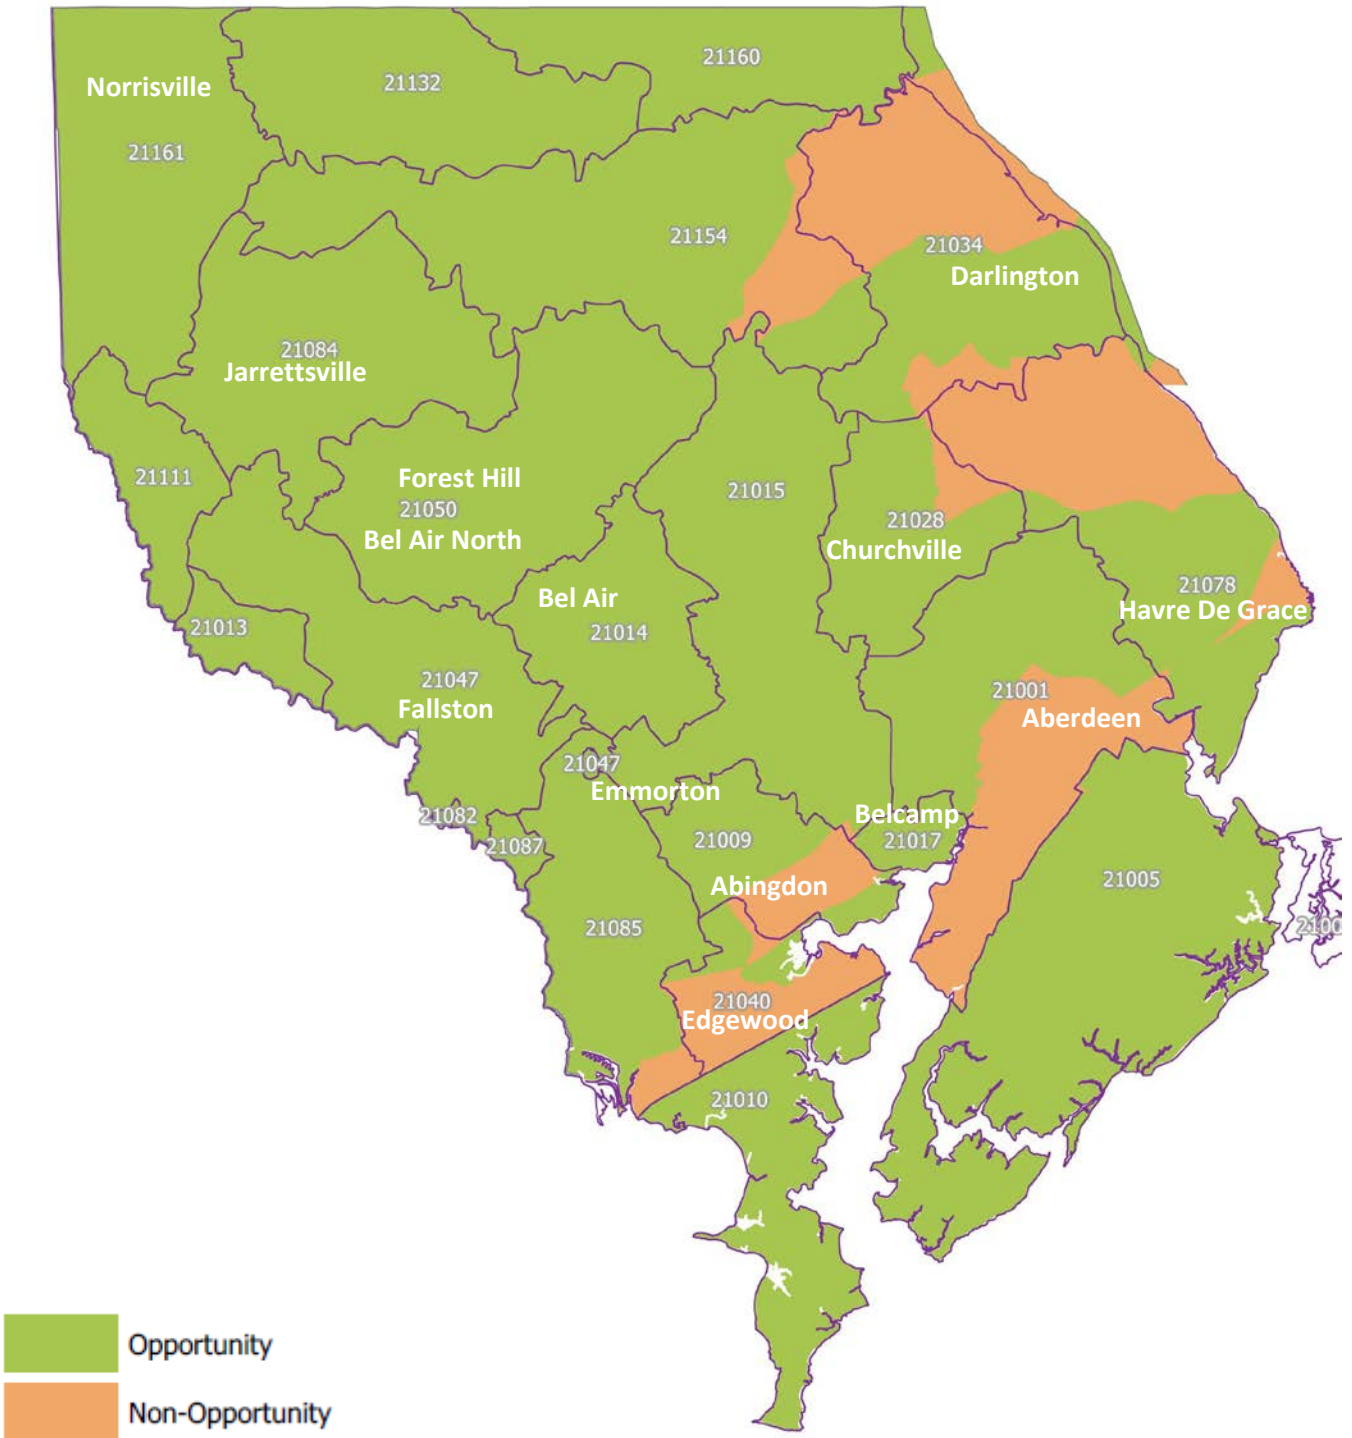 21160
21132
Norrisville
21161
21154
21034
Darlington
21084
Jarrettsville
21111
Forest Hill
21050
Bel Air North
21015
21028
Churchville
21078
Havre De Grace
Bel Air
21014
21013
21047
Fallston
21001
Aberdeen
21047
Emmorton
21082
21087
21009
Belcamp
21017
Abingdon
21005
21085
2100
21040
Edgewood
21010
Opportunity
Non-Opportunity